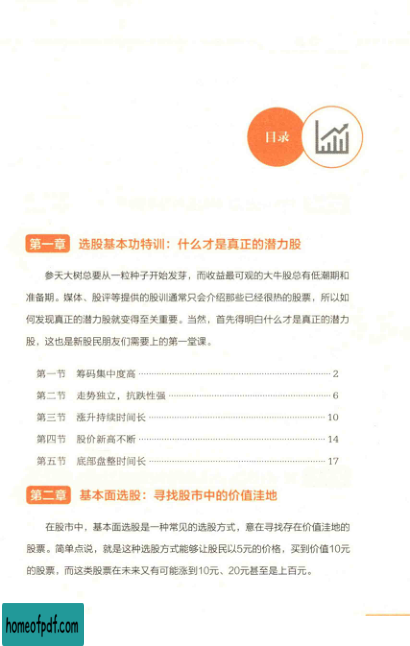 目录
第一章 选股基本功特训：什么才是真正的潜力股
参天大树总要从一粒种子开始发芽，而收益最可观的大牛股总有低潮期和
准备期。媒体、股评等提供的股训通常只会介绍那些已经很热的股票，所以如
何发现真正的潜力股就变得至关重要。当然，首先得明白什么才是真正的潜力
股，这也是新股民朋友们需要上的第一堂课。
第一节 筹码集中度高 2
第二节 走势独立，抗跌性强 6
第三节 涨升持续时间长 10
第四节 股价新高不断 14
第五节 底部盘整时间长 17
第二章 基本面选股：寻找股市中的价值洼地
在股市中，基本面选股是一种常见的选股方式，意在寻找存在价值洼地的
股票。简单点说，就是这种选股方式能够让股民以5元的价格，买到价值10元
的股票，而这类股票在未来又有可能涨到10元、20元甚至是上百元。
homeofpdf.com